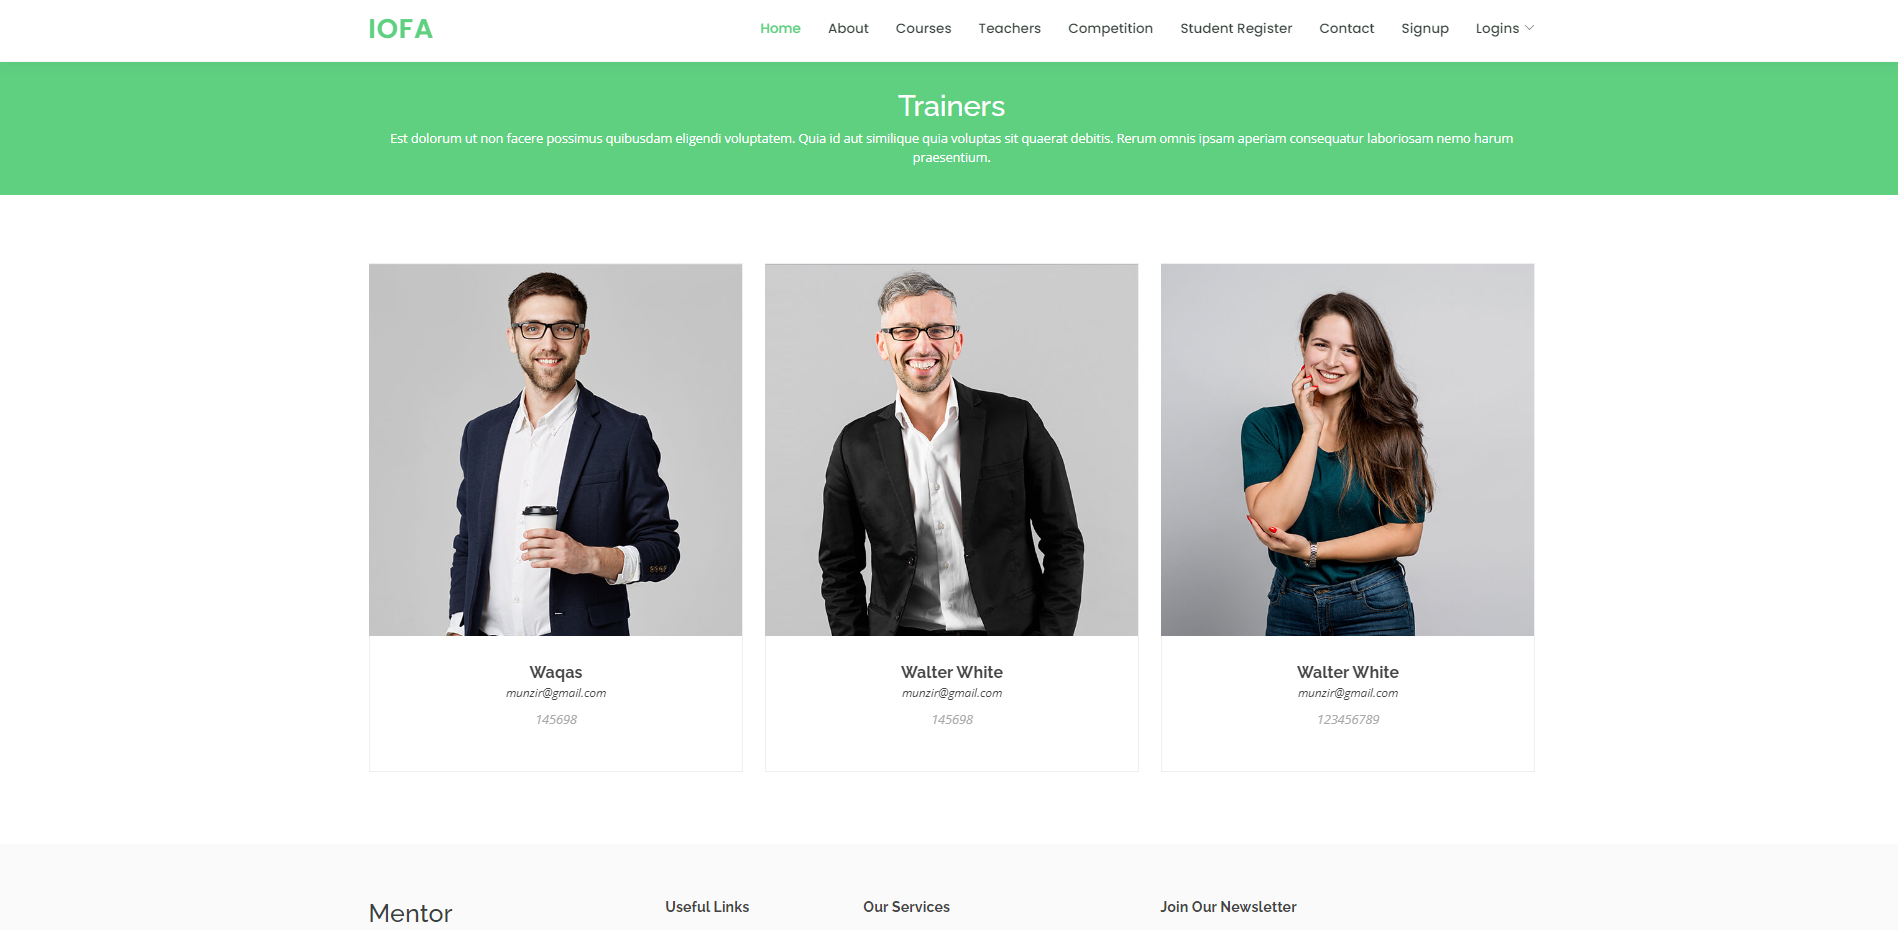 IOFA
Home About Courses Teachers Competition Student Register Contact Signup Logins
Trainers
Est dolorum ut non facere possimus quibusdam eligendi voluptatem. Quia id aut similique quia voluptas sit quaerat debitis. Rerum omnis ipsam aperiam consequatur laboriosam nemo harum
praesentium.
Waqas
munzir@gmail.com
145698
Walter White
munzir@gmail.com
145698
Walter White
munzir@gmail.com
123456789
Mentor
Useful Links
Our Services
Join Our Newsletter